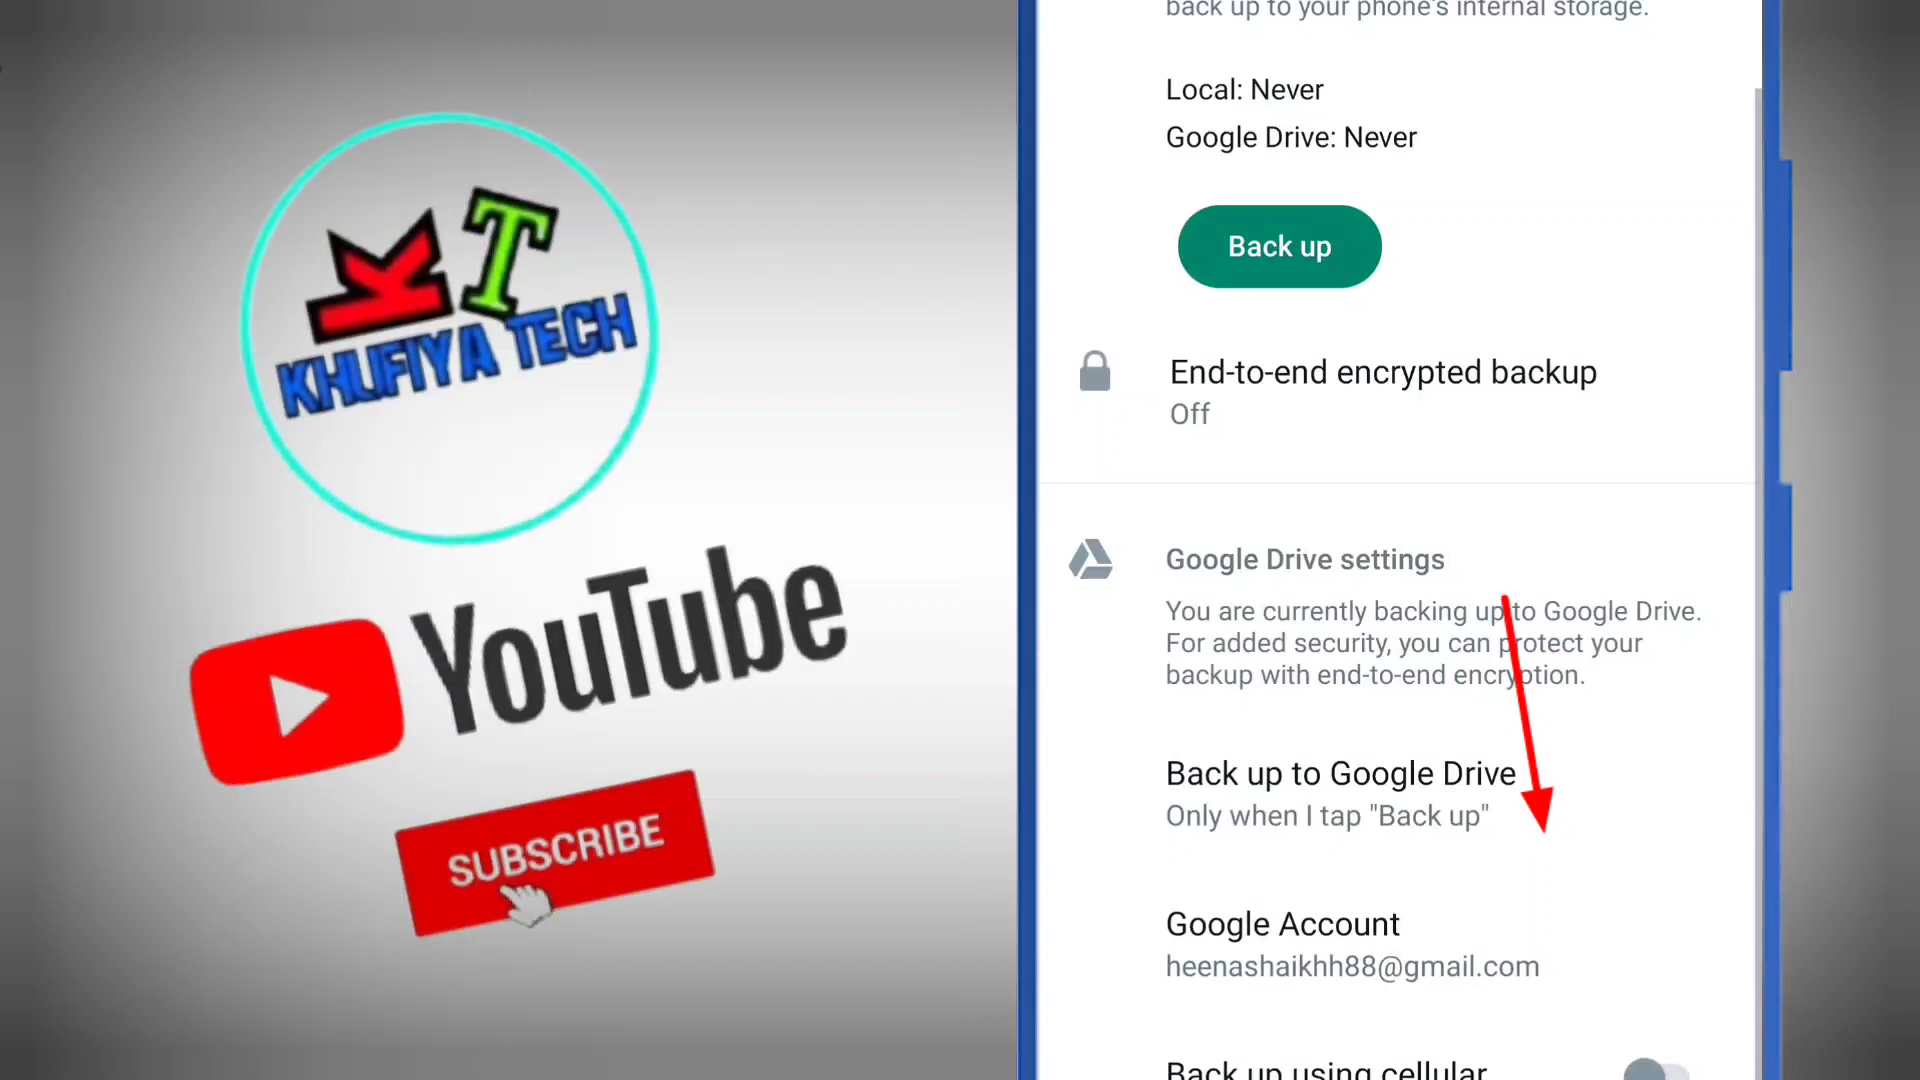 KT
KHUFIYA TECH
YouTube
SUBSCRIBE
back up to your phone's internal storage.
Local: Never
Google Drive: Never
Back up
End-to-end encrypted backup
Off
Google Drive settings
You are currently backing up to Google Drive.
For added security, you can protect your
backup with end-to-end encryption.
Back up to Google Drive
Only when I tap "Back up"
Google Account
heenashaikhh88@gmail.com
Back up using cellular